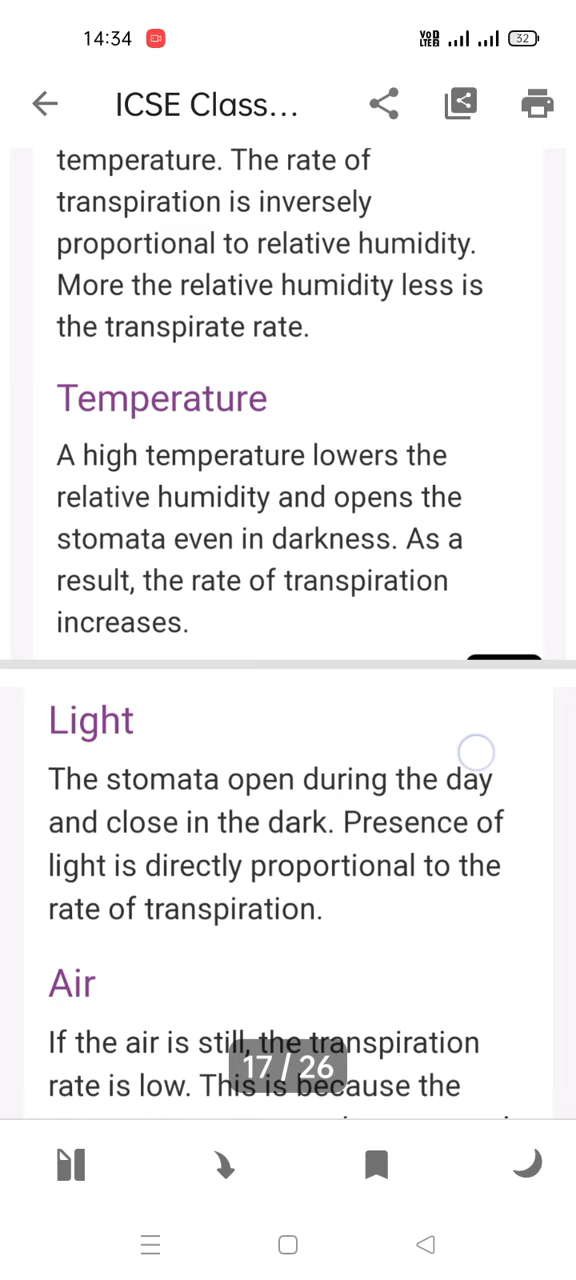 14:34
VoD LTE2
32
ICSE Class...
temperature. The rate of
transpiration is inversely
proportional to relative humidity.
More the relative humidity less is
the transpirate rate.
Temperature
A high temperature lowers the
relative humidity and opens the
stomata even in darkness. As a
result, the rate of transpiration
increases.
Light
The stomata open during the day
and close in the dark. Presence of
light is directly proportional to the
rate of transpiration.
Air
If the air is still, the transpiration
17 / 26
rate is low. This is because the